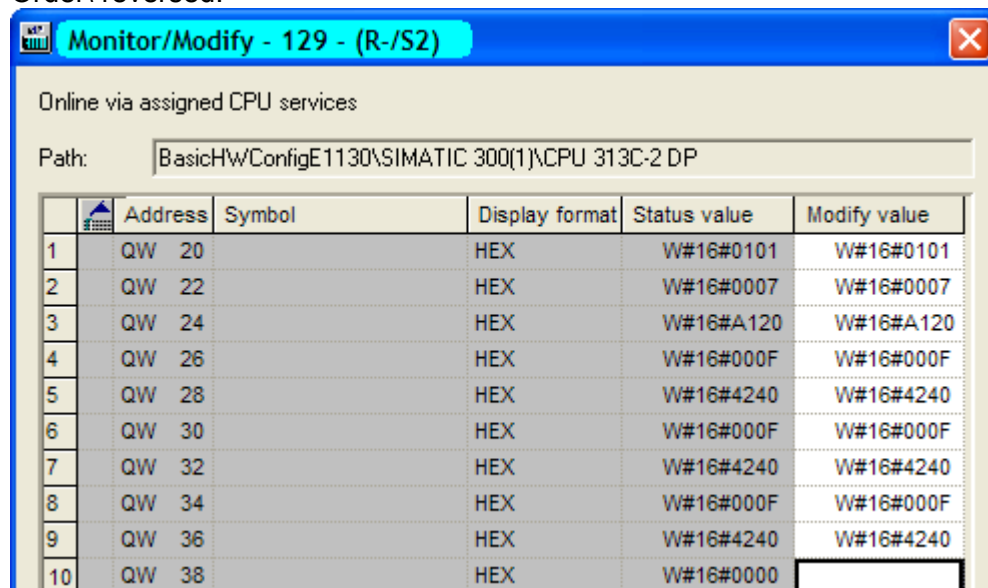 Order/reversed.
Monitor/Modify - 129 - (R-/S2)
Online via assigned CPU services
Path: BasicHWConfigE1130\SIMATIC 300(1)\CPU 313C-2 DP
Address Symbol Display format Status value Modify value
1 QW 20 HEX W#16#0101 W#16#0101
2 QW 22 HEX W#16#0007 W#16#0007
3 QW 24 HEX W#16#A120 W#16#A120
4 QW 26 HEX W#16#000F W#16#000F
5 QW 28 HEX W#16#4240 W#16#4240
6 QW 30 HEX W#16#000F W#16#000F
7 QW 32 HEX W#16#4240 W#16#4240
8 QW 34 HEX W#16#000F W#16#000F
9 QW 36 HEX W#16#4240 W#16#4240
10 QW 38 HEX W#16#0000